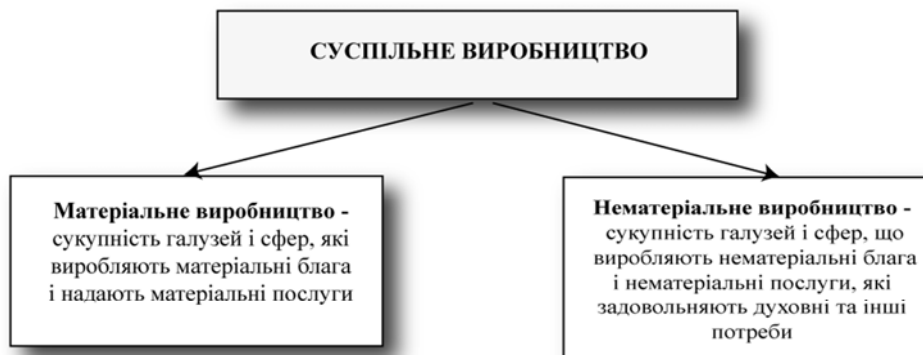 СУСПІЛЬНЕ ВИРОБНИЦТВО
Матеріальне виробництво -
сукупність галузей і сфер, які
виробляють матеріальні блага
і надають матеріальні послуги
Нематеріальне виробництво -
сукупність галузей і сфер, що
виробляють нематеріальні блага
і нематеріальні послуги, які
задовольняють духовні та інші
потреби